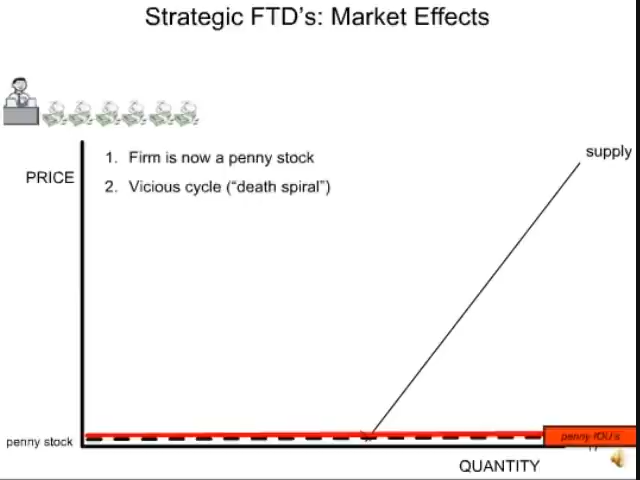 Strategic FTD's: Market Effects
1. Firm is now a penny stock
2. Vicious cycle ("death spiral")
supply
PRICE
penny stock
penny IOU's
QUANTITY